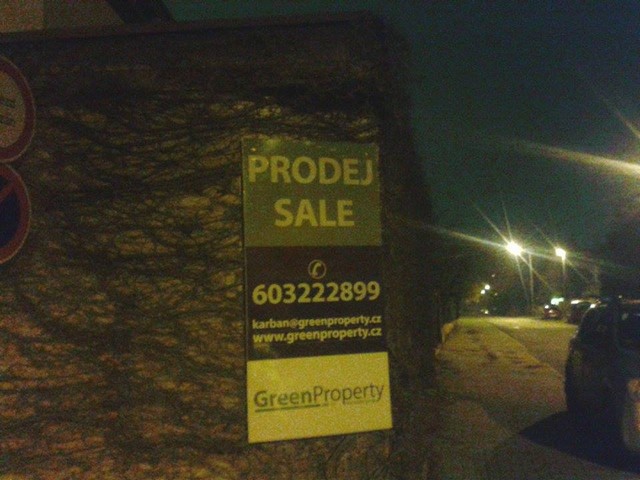 PRODEJ
SALE
603222899
karban@greenproperty.cz
www.greenproperty.cz
GreenProperty